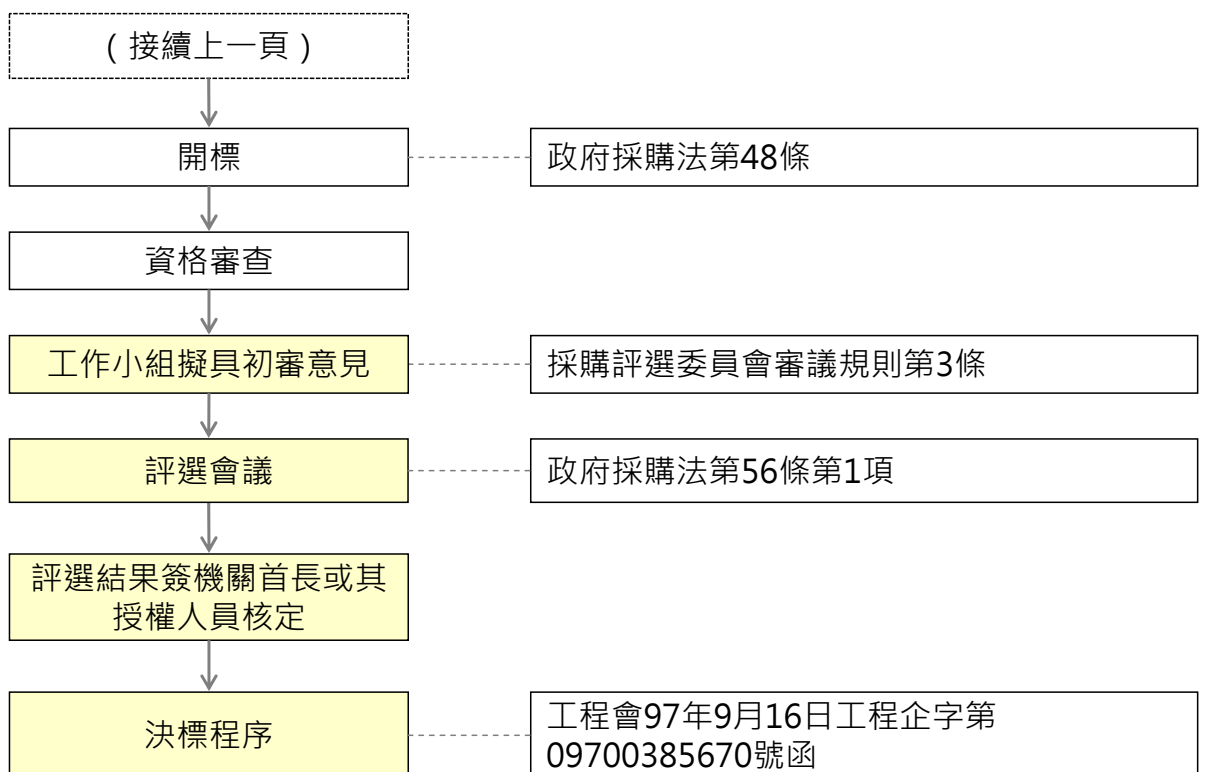 （接續上一頁）
開標
政府採購法第48條
資格審查
工作小組擬具初審意見
採購評選委員會審議規則第3條
評選會議
政府採購法第56條第1項
評選結果簽機關首長或其
授權人員核定
決標程序
工程會97年9月16日工程企字第
09700385670號函